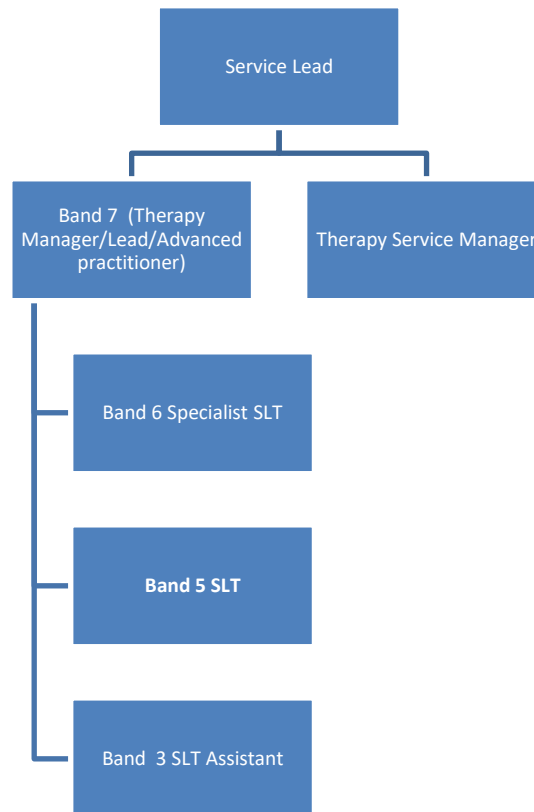 Service Lead
Band 7  (Therapy
Manager/Lead/Advanced
practitioner)
Therapy Service Manager
Band 6 Specialist SLT
Band 5 SLT
Band  3 SLT Assistant